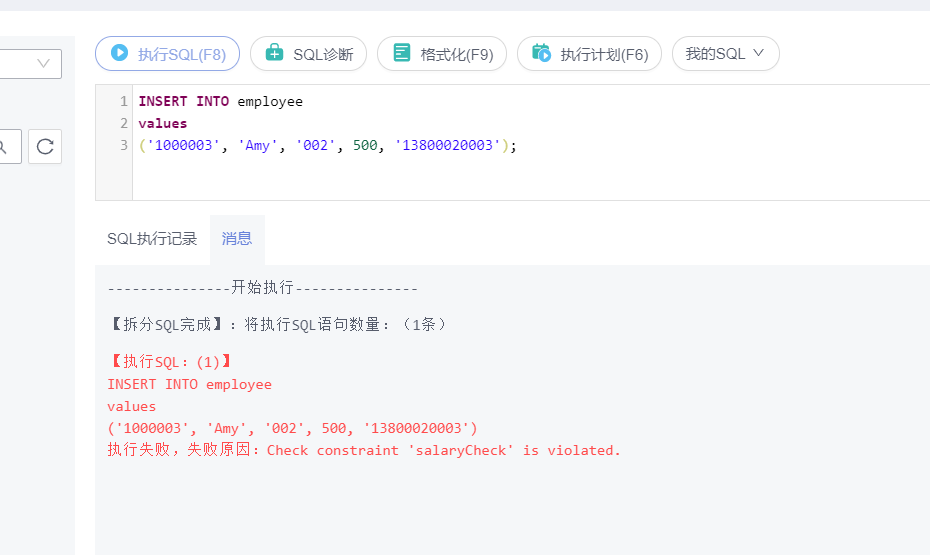 执行SQL(F8) SQL诊断 格式化(F9) 执行计划(F6) 我的SQL
1 INSERT INTO employee
2 values
3 ('1000003', 'Amy', '002', 500, '13800020003');
SQL执行记录 消息
---------------开始执行---------------
【拆分SQL完成】：将执行SQL语句数量：（1条）
【执行SQL：(1)】
INSERT INTO employee
values
('1000003', 'Amy', '002', 500, '13800020003')
执行失败，失败原因：Check constraint 'salaryCheck' is violated.